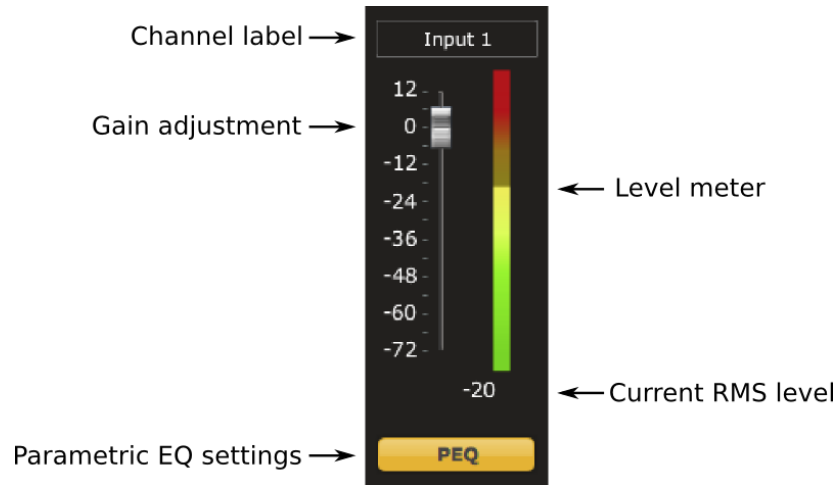 Channel label
Input 1
12
Gain adjustment
0
-12
Level meter
-24
-36
-48
-60
-72
-20
Current RMS level
Parametric EQ settings
PEQ